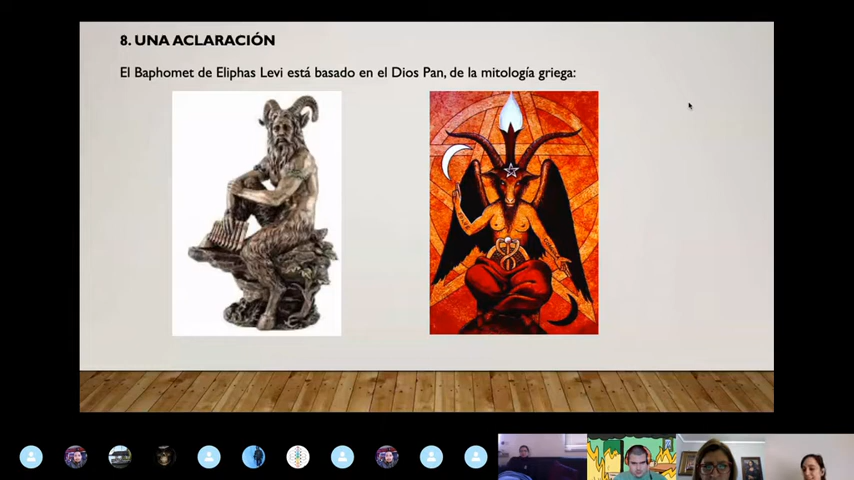 8. UNA ACLARACIÓN
El Baphomet de Eliphas Levi está basado en el Dios Pan, de la mitología griega: